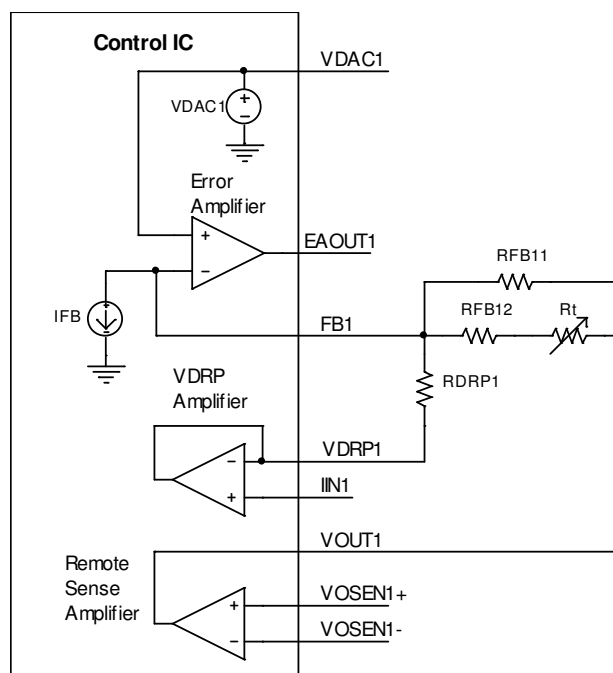 Control IC
VDAC1
VDAC1
+
−
Error
Amplifier
+
−
EAOUT1
RFB11
IFB
+
−
FB1
RFB12
Rt
VDRP
Amplifier
RDRP1
−
+
VDRP1
IIN1
VOUT1
Remote
Sense
Amplifier
+
−
VOSEN1+
VOSEN1-